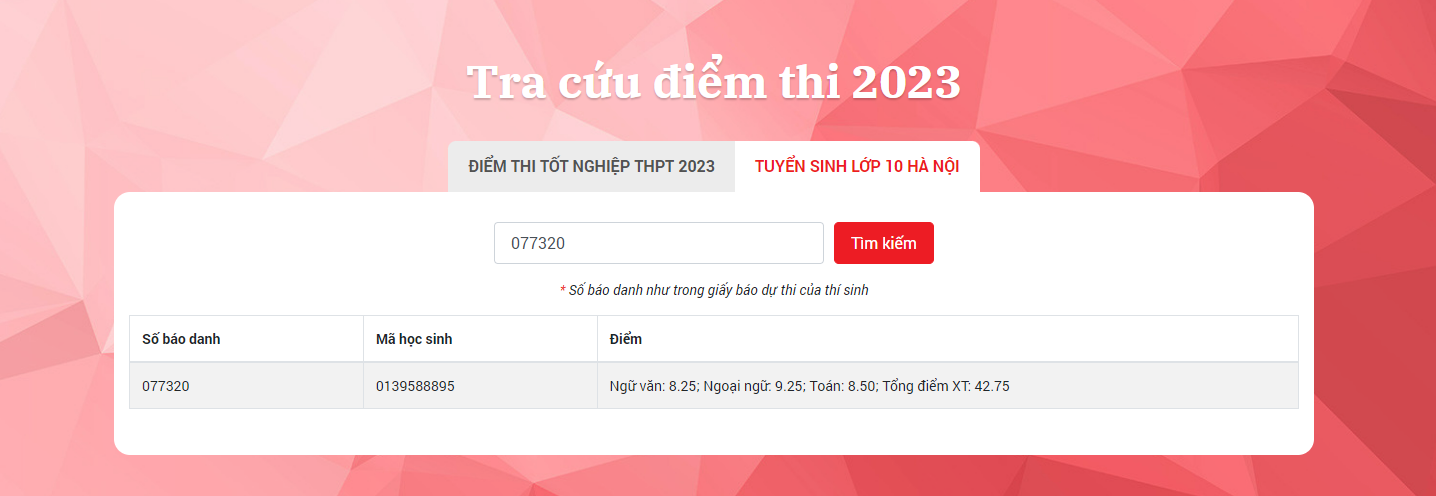 Tra cứu điểm thi 2023
ĐIỂM THI TỐT NGHIỆP THPT 2023 TUYỂN SINH LỚP 10 HÀ NỘI
077320 Tìm kiếm
* Số báo danh như trong giấy báo dự thi của thí sinh
Số báo danh Mã học sinh Điểm
077320 0139588895 Ngữ văn: 8.25; Ngoại ngữ: 9.25; Toán: 8.50; Tổng điểm XT: 42.75